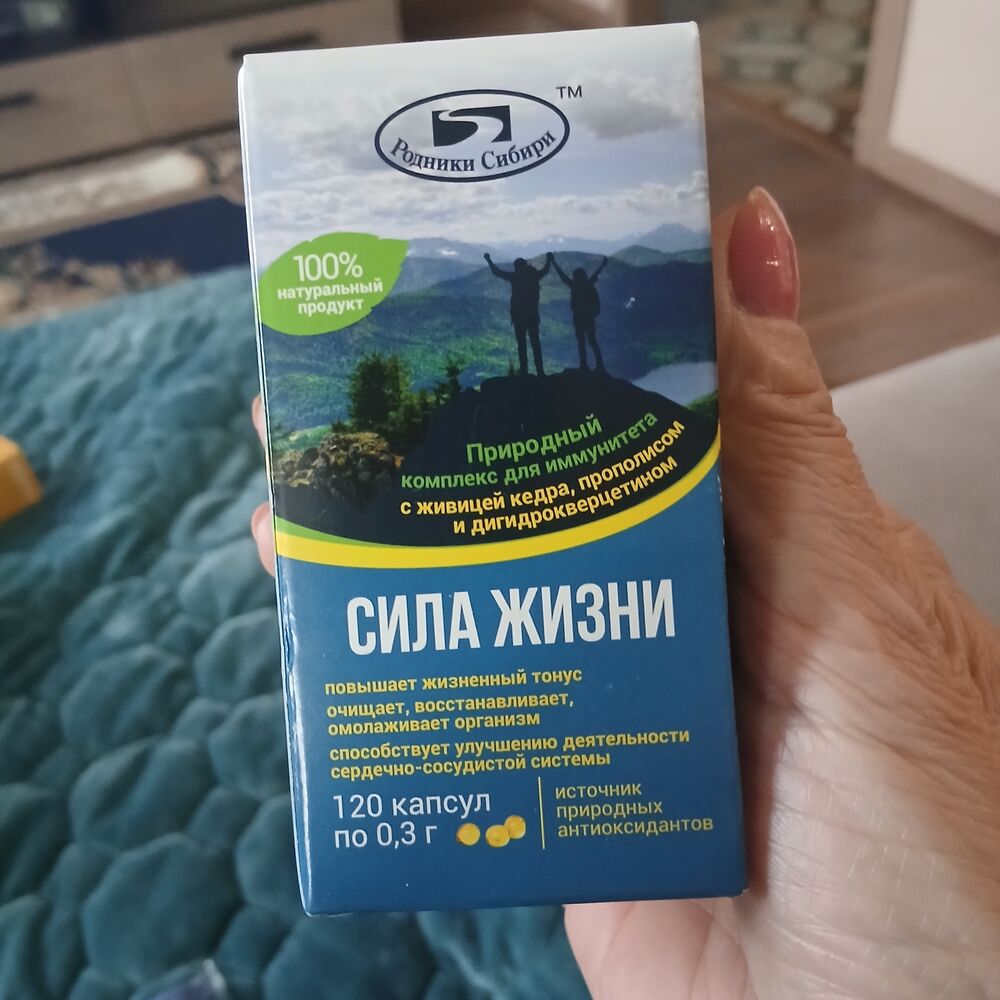 TM
Родники Сибири
100%
натуральный
продукт
Природный
комплекс для иммунитета
с живицей кедра, прополисом
и дигидрокверцетином
СИЛА ЖИЗНИ
повышает жизненный тонус
очищает, восстанавливает,
омолаживает организм
способствует улучшению деятельности
сердечно-сосудистой системы
120 капсул
по 0,3 г
источник
природных
антиоксидантов